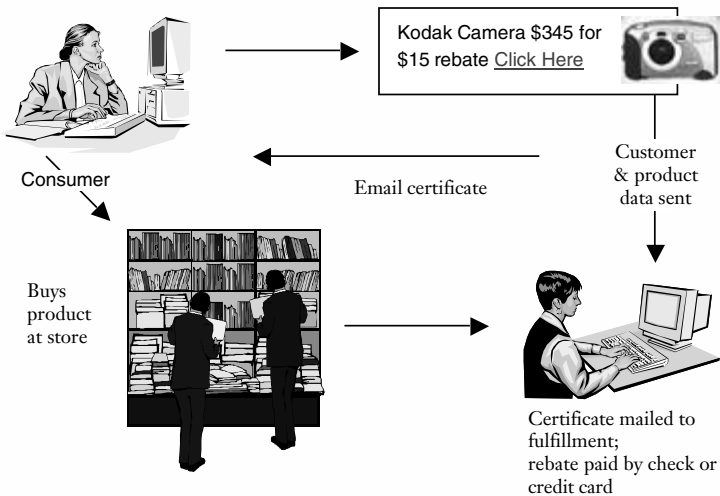 Kodak Camera $345 for
$15 rebate Click Here
Consumer
Email certificate
Customer
& product
data sent
Buys
product
at store
Certificate mailed to
fulfillment;
rebate paid by check or
credit card